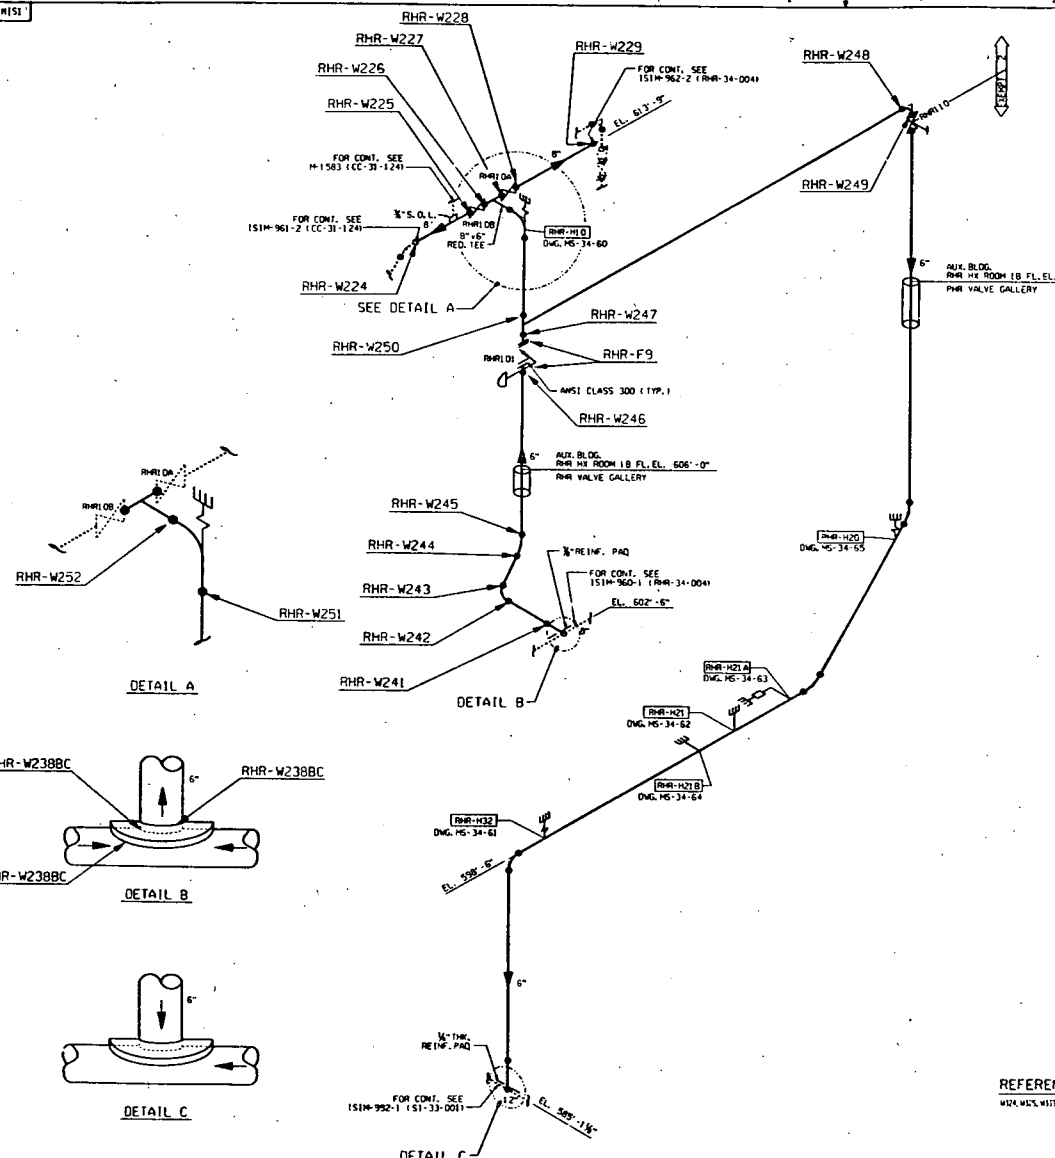 RHR-W228
RHR-W227
RHR-W229
RHR-W226
FOR CONT. SEE
ISIM-962-2 (RHR-34-004)
RHR-W225
EL. 613'-9"
RHR-W248
RHR110
RHR-W249
FOR CONT. SEE
M-1583 (CC-31-124)
RHR10A
8"
FOR CONT. SEE
ISIM-961-2 (CC-31-124)
¾" S.O.L.
8"
RHR10B
8"x6"
RED. TEE
RHR-H10
DWG. MS-34-60
RHR-W224
SEE DETAIL A
6"
AUX. BLDG.
RHR HX ROOM 1B FL.EL.
RHR VALVE GALLERY
RHR-W250
RHR-W247
RHR101
RHR-F9
ANSI CLASS 300 (TYP.)
RHR-W246
6"
AUX. BLDG.
RHR HX ROOM 1B FL. EL. 606'-0"
RHR VALVE GALLERY
RHR10A
RHR10B
RHR-W252
RHR-W251
DETAIL A
RHR-W245
RHR-W244
RHR-W243
RHR-W242
RHR-W241
REINF. PAD
FOR CONT. SEE
ISIM-960-1 (RHR-34-004)
EL. 602'-6"
8"
DETAIL B
RHR-H20
DWG. MS-34-65
RHR-H21A
DWG. MS-34-63
RHR-H21
DWG. MS-34-62
RHR-H21B
DWG. MS-34-64
RHR-H32
DWG. MS-34-61
EL. 598'-6"
HR-W238BC
6"
RHR-W238BC
HR-W238BC
DETAIL B
6"
DETAIL C
6"
THK.
REINF. PAD
FOR CONT. SEE
ISIM-992-1 (SI-33-001)
12"
DETAIL C
REFEREN